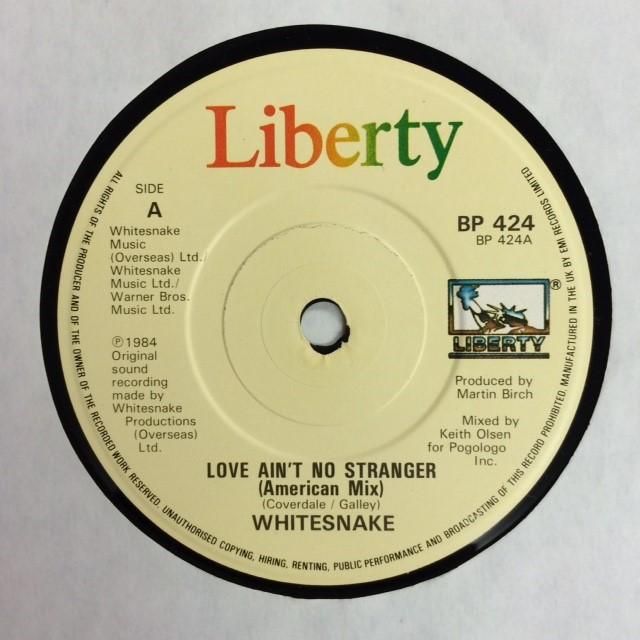 Liberty
SIDE
A
Whitesnake
Music
(Overseas) Ltd./
Whitesnake
Music Ltd./
Warner Bros.
Music Ltd.
℗1984
Original
sound
recording
made by
Whitesnake
Productions
(Overseas)
Ltd.
BP 424
BP 424A
®
LIBERTY
Produced by
Martin Birch
Mixed by
Keith Olsen
for Pogologo
Inc.
LOVE AIN'T NO STRANGER
(American Mix)
(Coverdale / Galley)
WHITESNAKE
ALL RIGHTS OF THE PRODUCER AND OF THE OWNER OF THE RECORDED WORK RESERVED. UNAUTHORISED COPYING, HIRING, RENTING, PUBLIC PERFORMANCE AND BROADCASTING OF THIS RECORD PROHIBITED. MANUFACTURED IN THE UK BY EMI RECORDS LIMITED